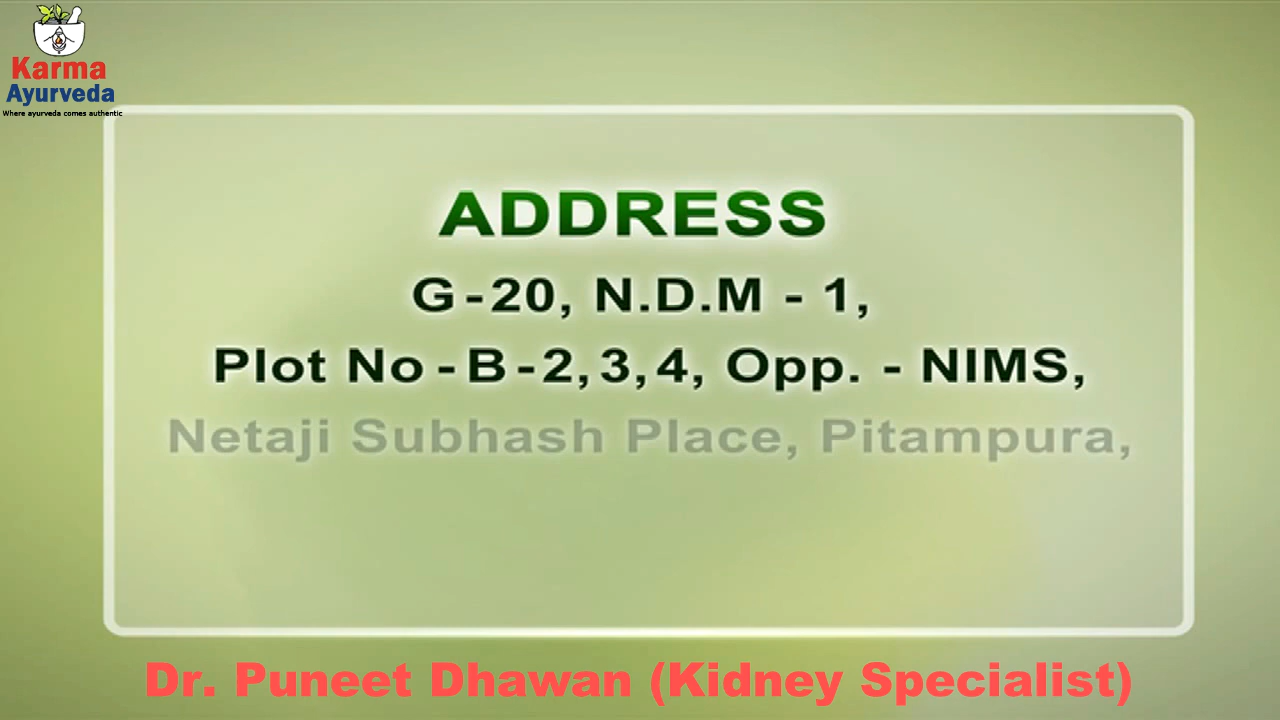 Karma
Ayurveda
Where ayurveda comes authentic
ADDRESS
G-20, N.D.M - 1,
Plot No-B-2,3,4, Opp. - NIMS,
Netaji Subhash Place, Pitampura,
Dr. Puneet Dhawan (Kidney Specialist)